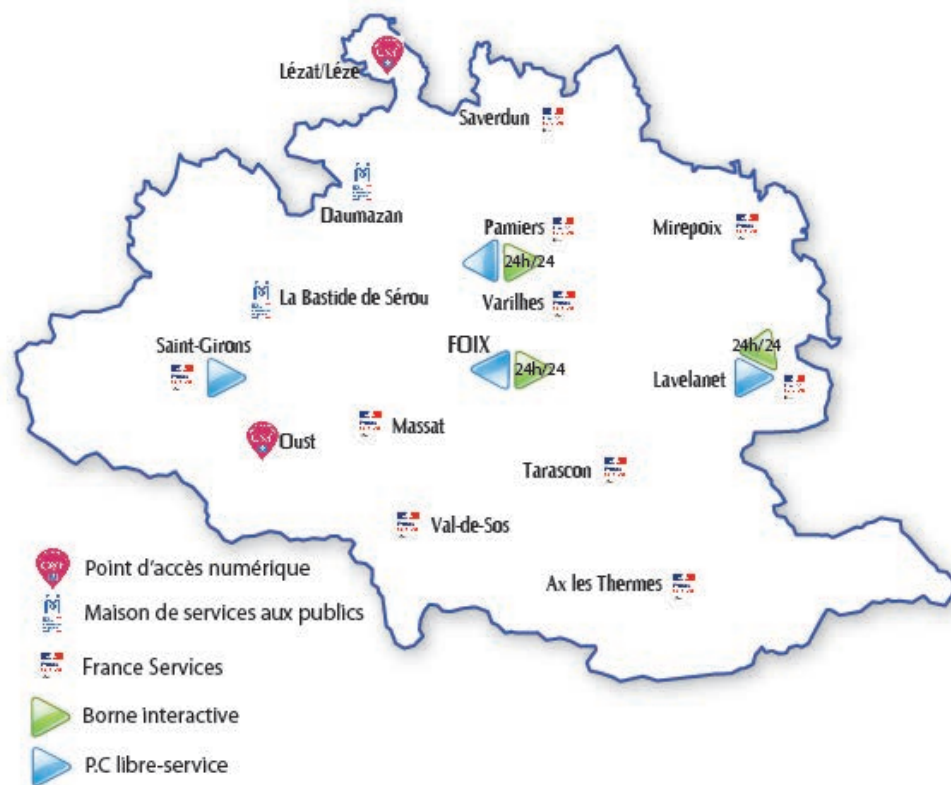 Lézat/Lèze
Saverdun
Daumazan
Pamiers
Mirepoix
24h/24
La Bastide de Sérou
Varilhes
Saint-Girons
FOIX
24h/24
24h/24
Lavelanet
Massat
Oust
Tarascon
Val-de-Sos
Ax les Thermes
Point d'accès numérique
Maison de services aux publics
France Services
Borne interactive
P.C libre-service